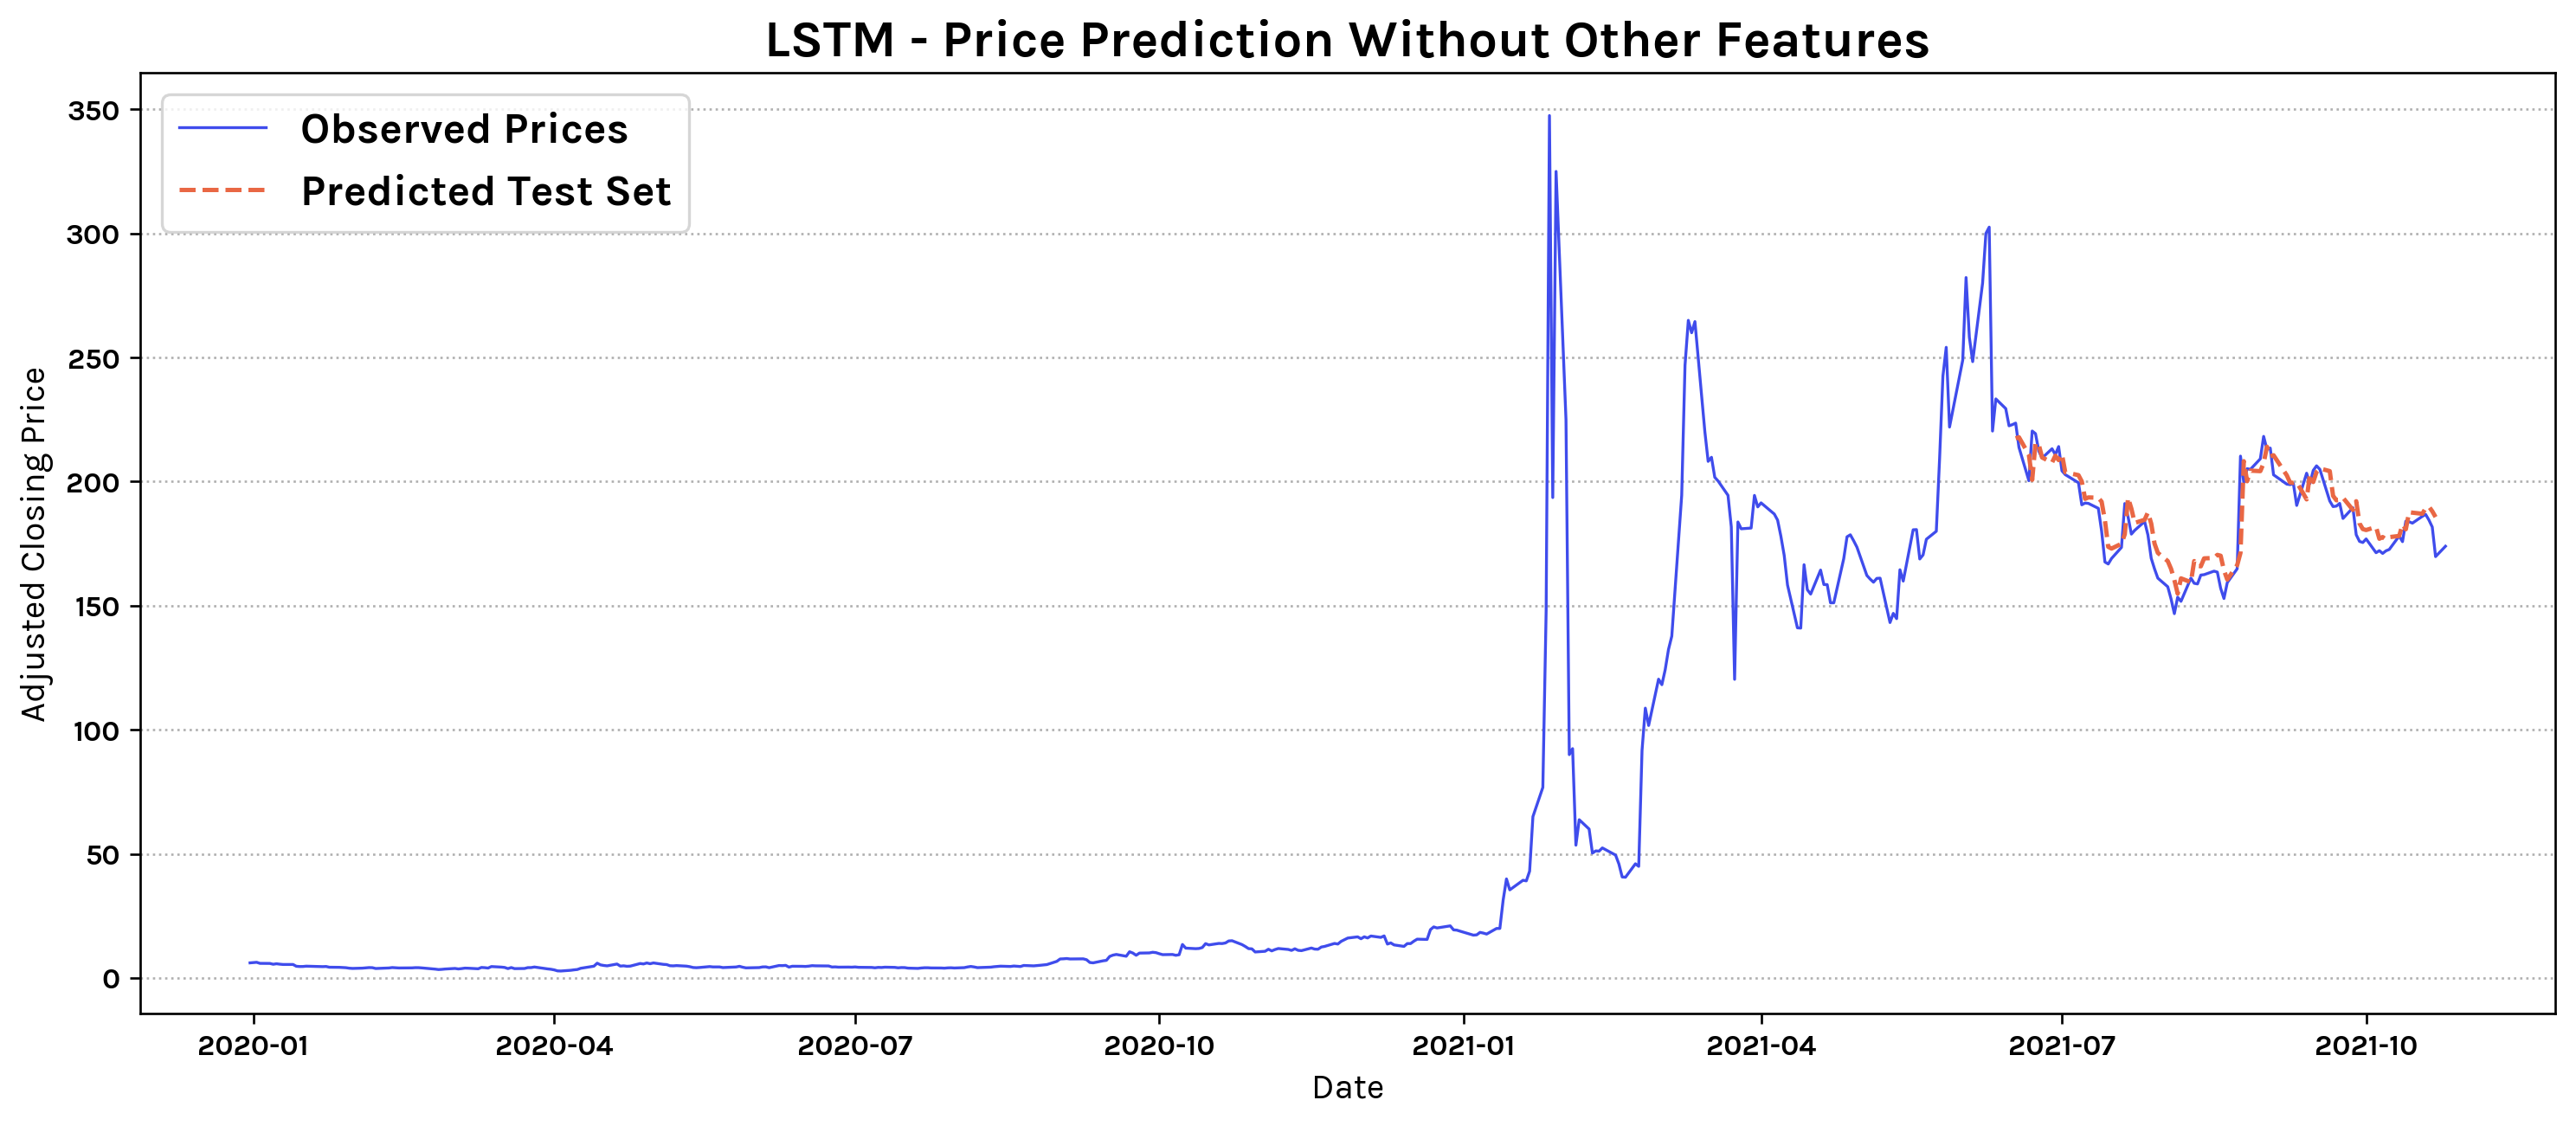 LSTM - Price Prediction Without Other Features
Observed Prices
Predicted Test Set
Adjusted Closing Price
350
300
250
200
150
100
50
0
2020-01 2020-04 2020-07 2020-10 2021-01 2021-04 2021-07 2021-10
Date